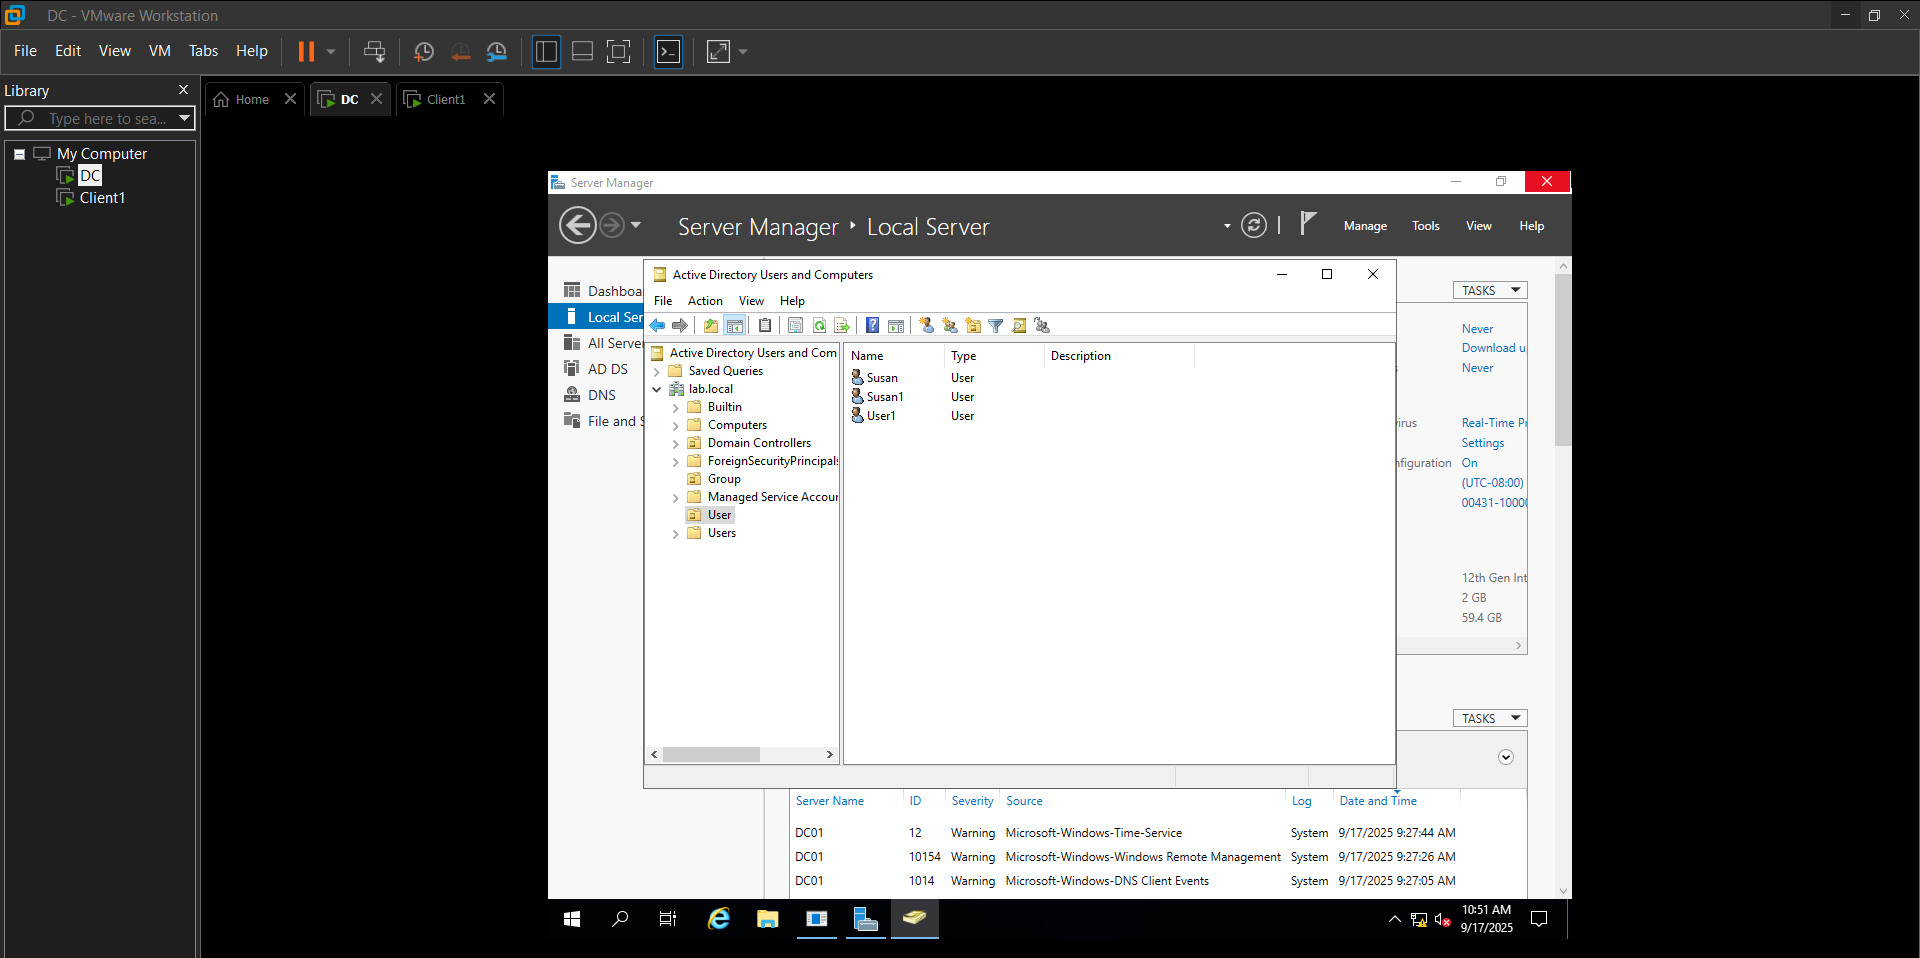 DC - VMware Workstation
File Edit View VM Tabs Help
Library
Type here to sea...
My Computer
DC
Client1
Home
DC
Client1
Server Manager
Server Manager Local Server
Manage Tools View Help
Dashboa
Local Ser
All Server
AD DS
DNS
File and S
Active Directory Users and Computers
File Action View Help
Active Directory Users and Com
Saved Queries
lab.local
Builtin
Computers
Domain Controllers
ForeignSecurityPrincipals
Group
Managed Service Accour
User
Users
Name Type Description
Susan User
Susan1 User
User1 User
TASKS
Never
Download u
Never
irus Real-Time Pr
Settings
nfiguration On
(UTC-08:00)
00431-10000
12th Gen Int
2 GB
59.4 GB
TASKS
Server Name ID Severity Source Log Date and Time
DC01 12 Warning Microsoft-Windows-Time-Service System 9/17/2025 9:27:44 AM
DC01 10154 Warning Microsoft-Windows-Windows Remote Management System 9/17/2025 9:27:26 AM
DC01 1014 Warning Microsoft-Windows-DNS Client Events System 9/17/2025 9:27:05 AM
10:51 AM
9/17/2025